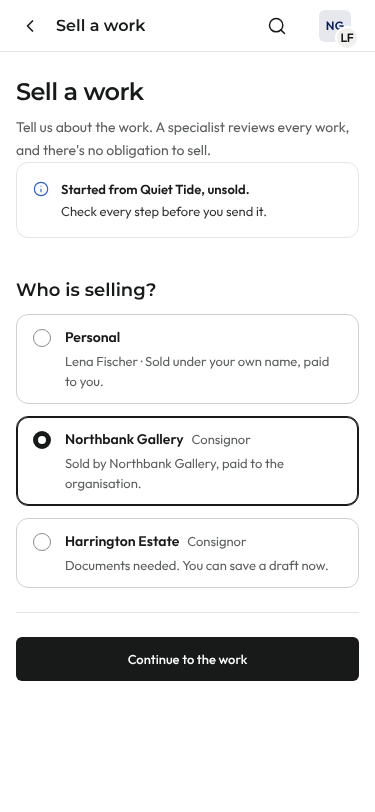 Sell a work
NG
LF
Sell a work
Tell us about the work. A specialist reviews every work,
and there's no obligation to sell.
Started from Quiet Tide, unsold.
Check every step before you send it.
Who is selling?
Personal
Lena Fischer · Sold under your own name, paid
to you.
Northbank Gallery Consignor
Sold by Northbank Gallery, paid to the
organisation.
Harrington Estate Consignor
Documents needed. You can save a draft now.
Continue to the work